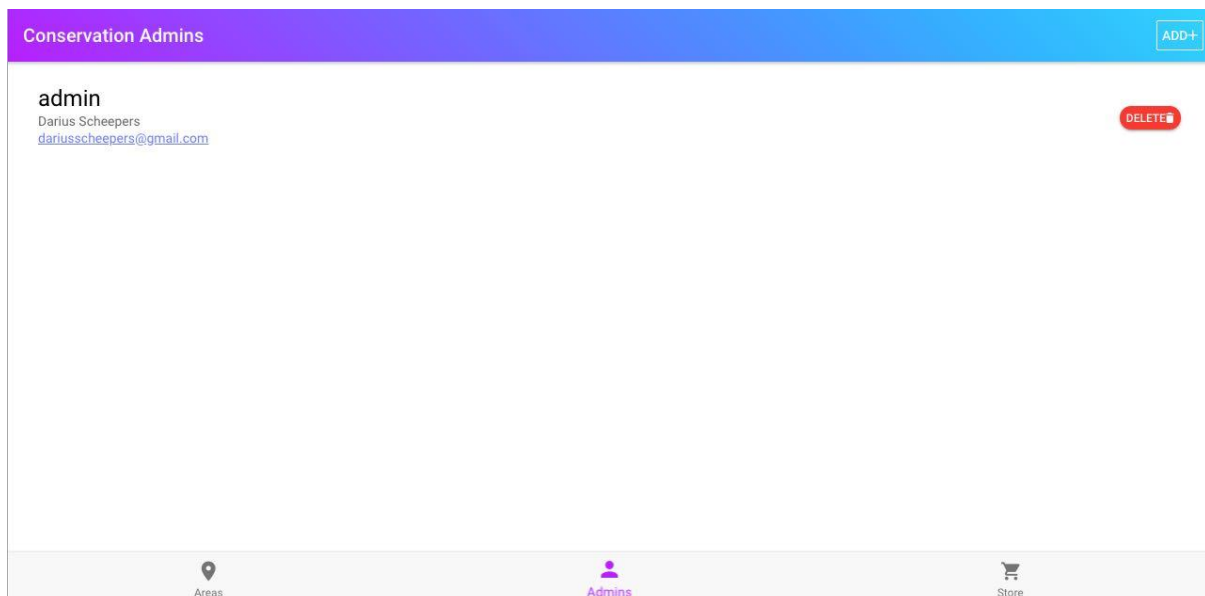 Conservation Admins
ADD+
admin
Darius Scheepers
dariusscheepers@gmail.com
DELETE
Areas
Admins
Store